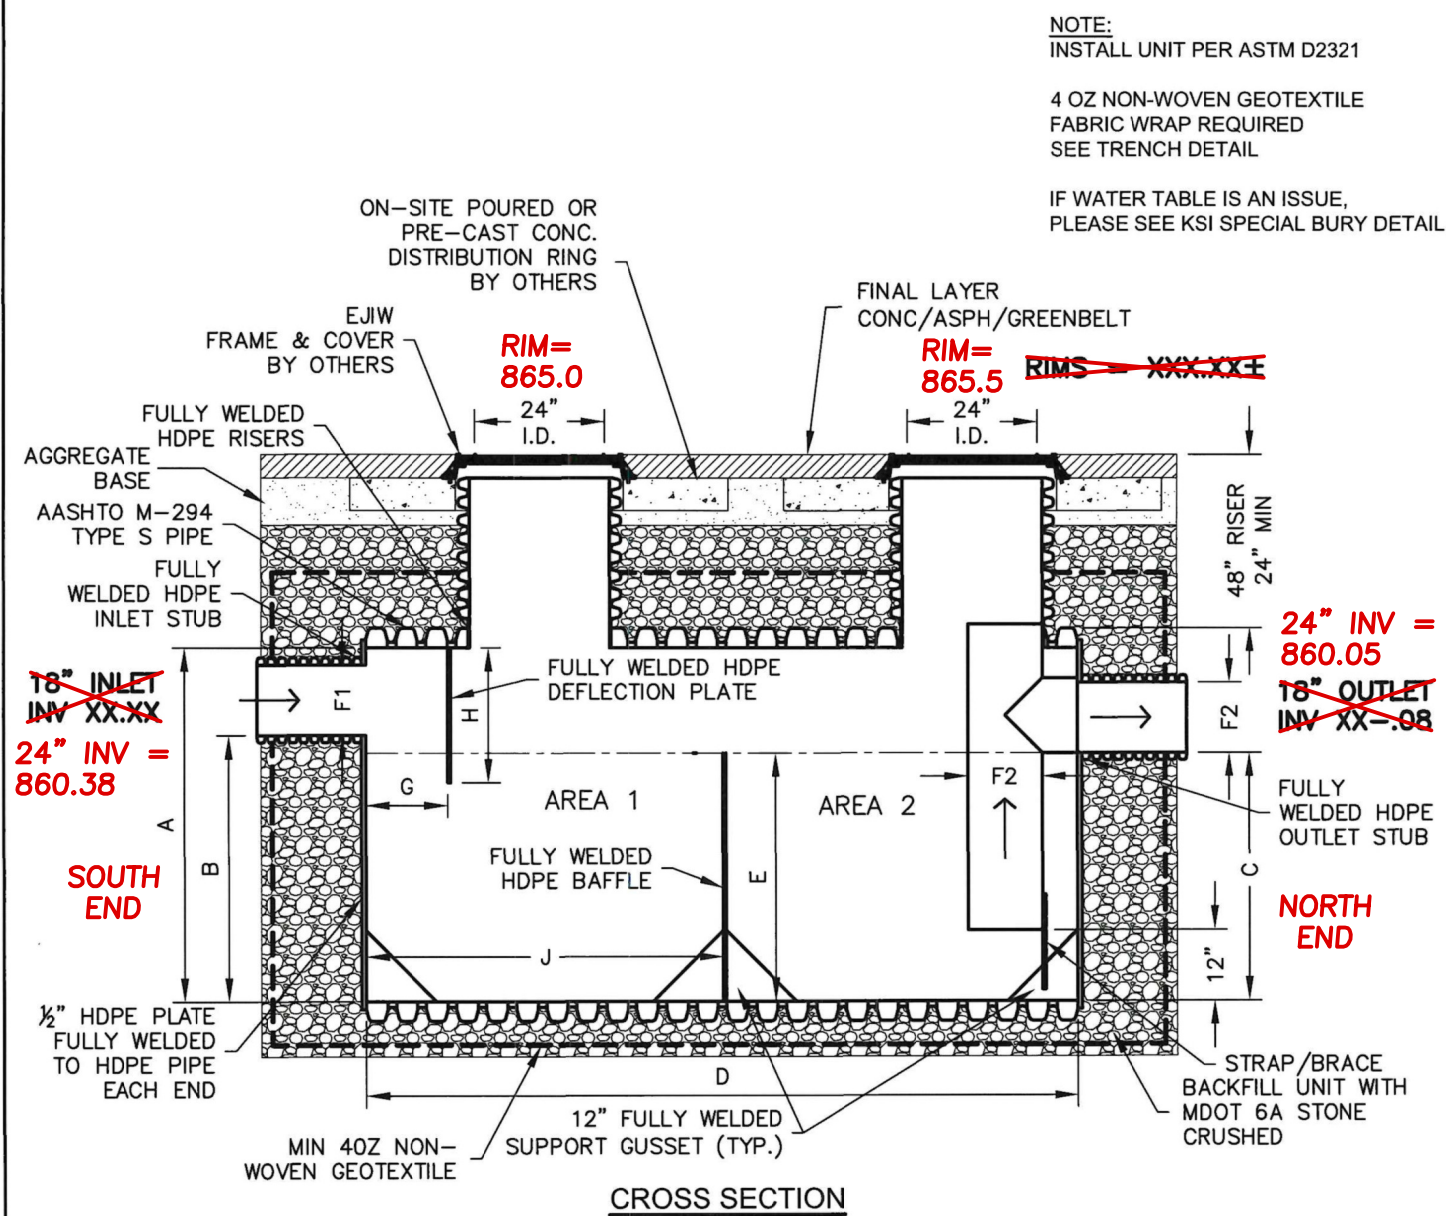 NOTE:
INSTALL UNIT PER ASTM D2321
4 OZ NON-WOVEN GEOTEXTILE
FABRIC WRAP REQUIRED
SEE TRENCH DETAIL
IF WATER TABLE IS AN ISSUE,
PLEASE SEE KSI SPECIAL BURY DETAIL
ON-SITE POURED OR
PRE-CAST CONC.
DISTRIBUTION RING
BY OTHERS
FINAL LAYER
CONC/ASPH/GREENBELT
EJIW
FRAME & COVER
BY OTHERS
RIM=
865.0
RIM=
865.5
RIMS = XXX.XX±
24"
I.D.
24"
I.D.
FULLY WELDED
HDPE RISERS
AGGREGATE
BASE
AASHTO M-294
TYPE S PIPE
FULLY
WELDED HDPE
INLET STUB
48" RISER
24" MIN
18" INLET
INV XX.XX
24" INV =
860.38
24" INV =
860.05
18" OUTLET
INV XX-.08
F1
H
FULLY WELDED HDPE
DEFLECTION PLATE
F2
G
F2
A
B
AREA 1
AREA 2
FULLY WELDED
HDPE BAFFLE
E
C
FULLY
WELDED HDPE
OUTLET STUB
SOUTH
END
NORTH
END
J
12"
½" HDPE PLATE
FULLY WELDED
TO HDPE PIPE
EACH END
D
STRAP/BRACE
BACKFILL UNIT WITH
MDOT 6A STONE
CRUSHED
12" FULLY WELDED
SUPPORT GUSSET (TYP.)
MIN 4OZ NON-
WOVEN GEOTEXTILE
CROSS SECTION